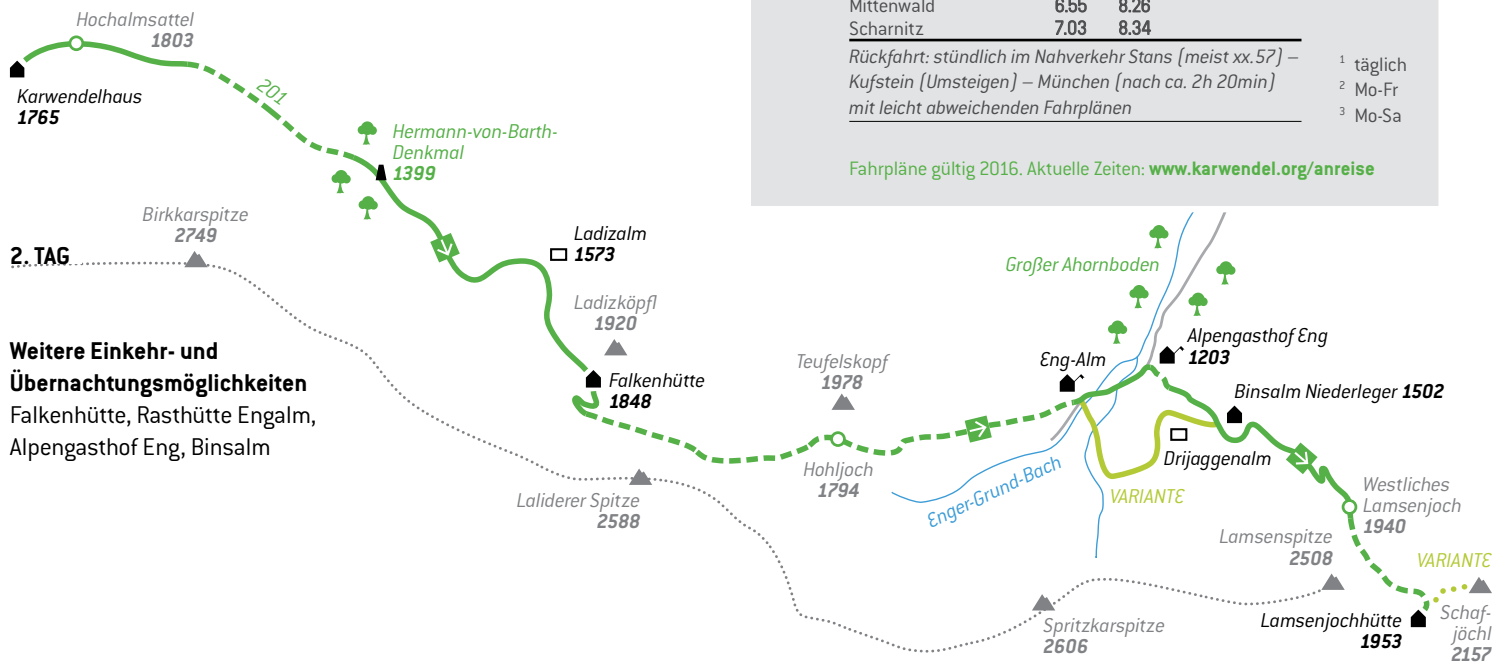 Mittenwald 6.55 8.26
Scharnitz 7.03 8.34
Rückfahrt: stündlich im Nahverkehr Stans (meist xx.57) –
Kufstein (Umsteigen) – München (nach ca. 2h 20min)
mit leicht abweichenden Fahrplänen
1 täglich
2 Mo-Fr
3 Mo-Sa
Fahrpläne gültig 2016. Aktuelle Zeiten: www.karwendel.org/anreise
Hochalmsattel
1803
Karwendelhaus
1765
201
Hermann-von-Barth-
Denkmal
1399
Birkkarspitze
2749
2. TAG
Ladizalm
1573
Ladizköpfl
1920
Weitere Einkehr- und
Übernachtungsmöglichkeiten
Falkenhütte, Rasthütte Engalm,
Alpengasthof Eng, Binsalm
Falkenhütte
1848
Laliderer Spitze
2588
Teufelskopf
1978
Hohljoch
1794
Großer Ahornboden
Eng-Alm
Alpengasthof Eng
1203
Binsalm Niederleger 1502
Drijaggenalm
VARIANTE
Enger-Grund-Bach
Westliches
Lamsenjoch
1940
Lamsenspitze
2508
VARIANTE
Spritzkarspitze
2606
Lamsenjochhütte
1953
Schaf-
jöchl
2157